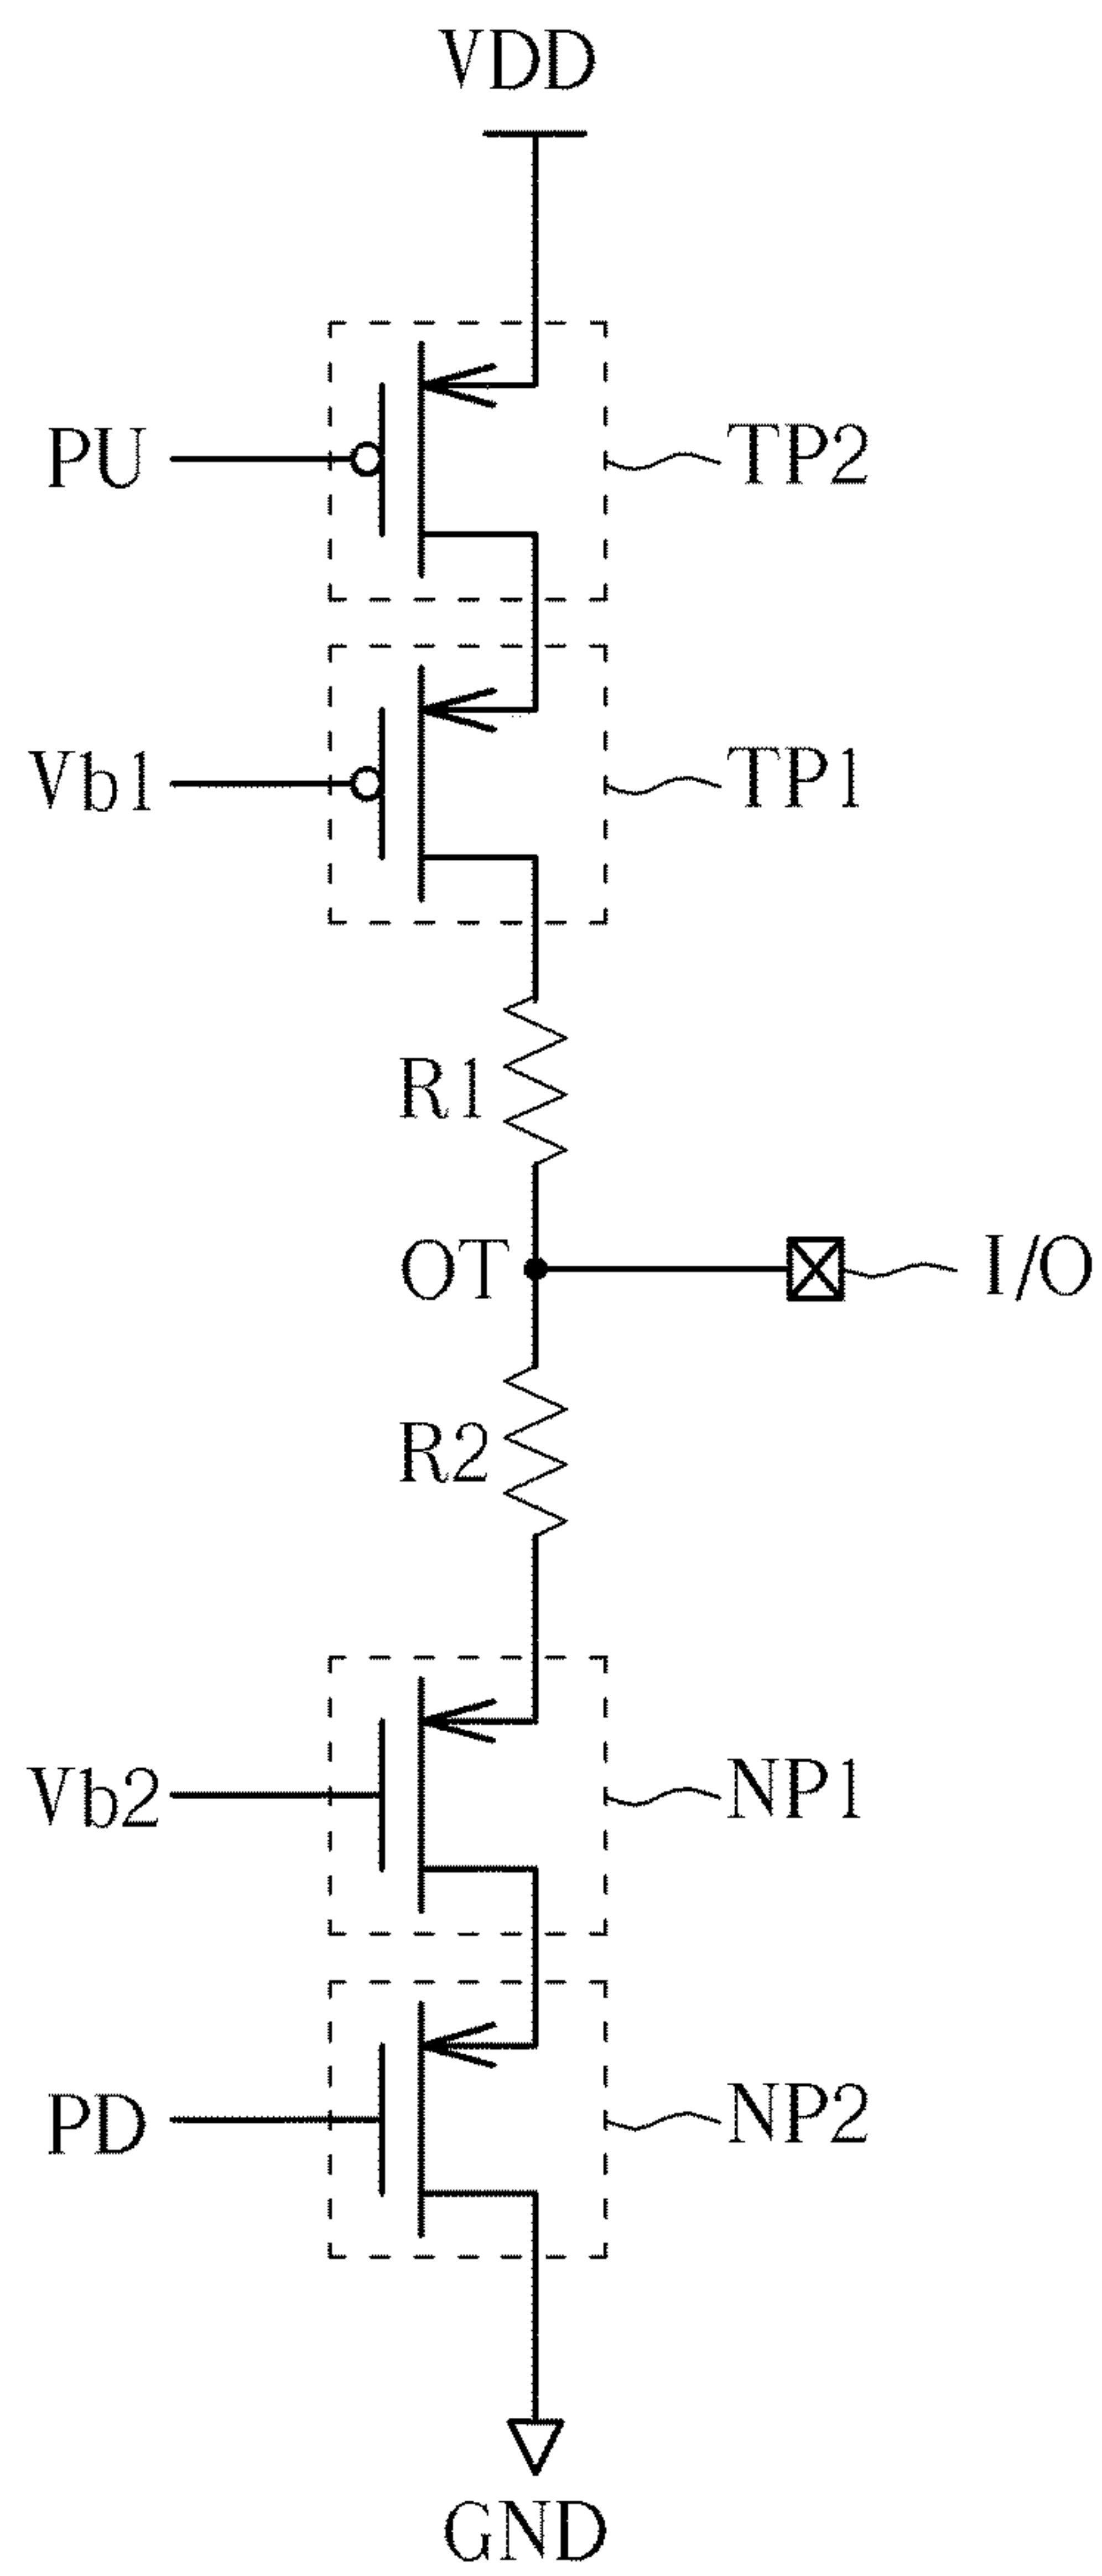 VDD
PU
TP2
Vb1
TP1
R1
OT
I/O
R2
Vb2
NP1
PD
NP2
GND